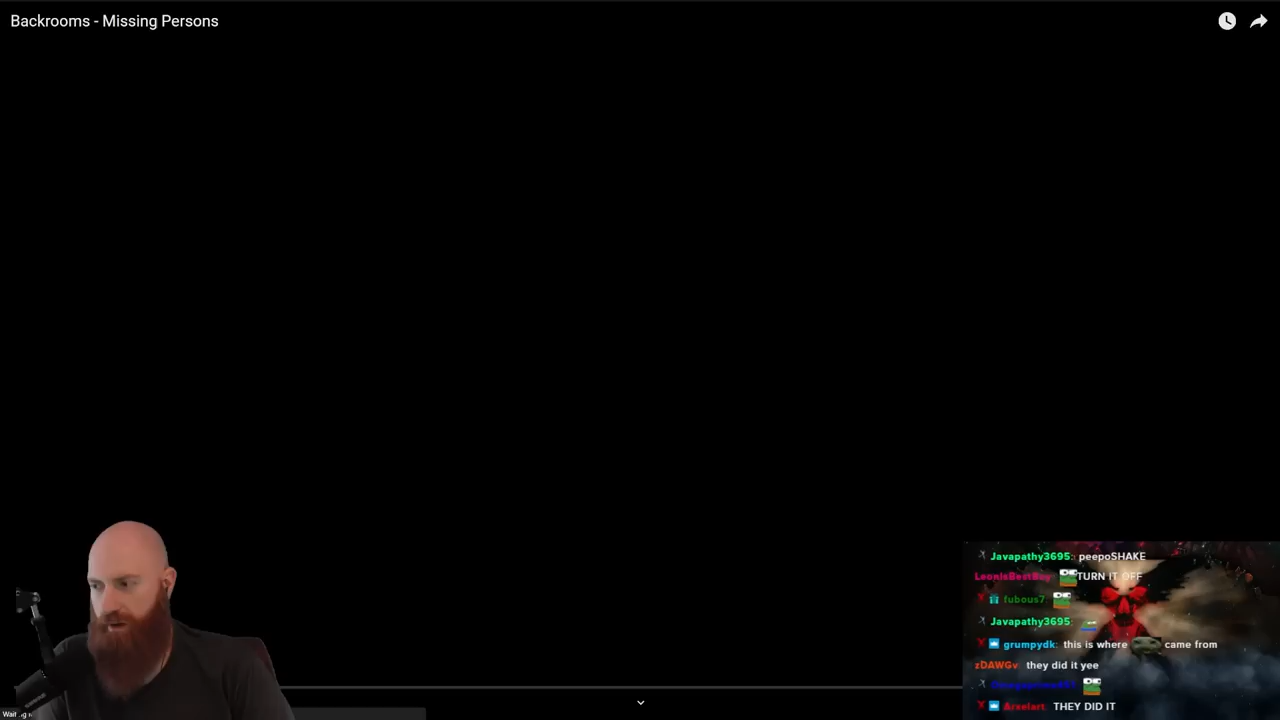 Backrooms - Missing Persons
Javapathy3695: peepoSHAKE
LeonIsBestBoy: TURN IT OFF
fubous7:
Javapathy3695:
grumpydk: this is where came from
zDAWGv they did it yee
Arxelart: THEY DID IT